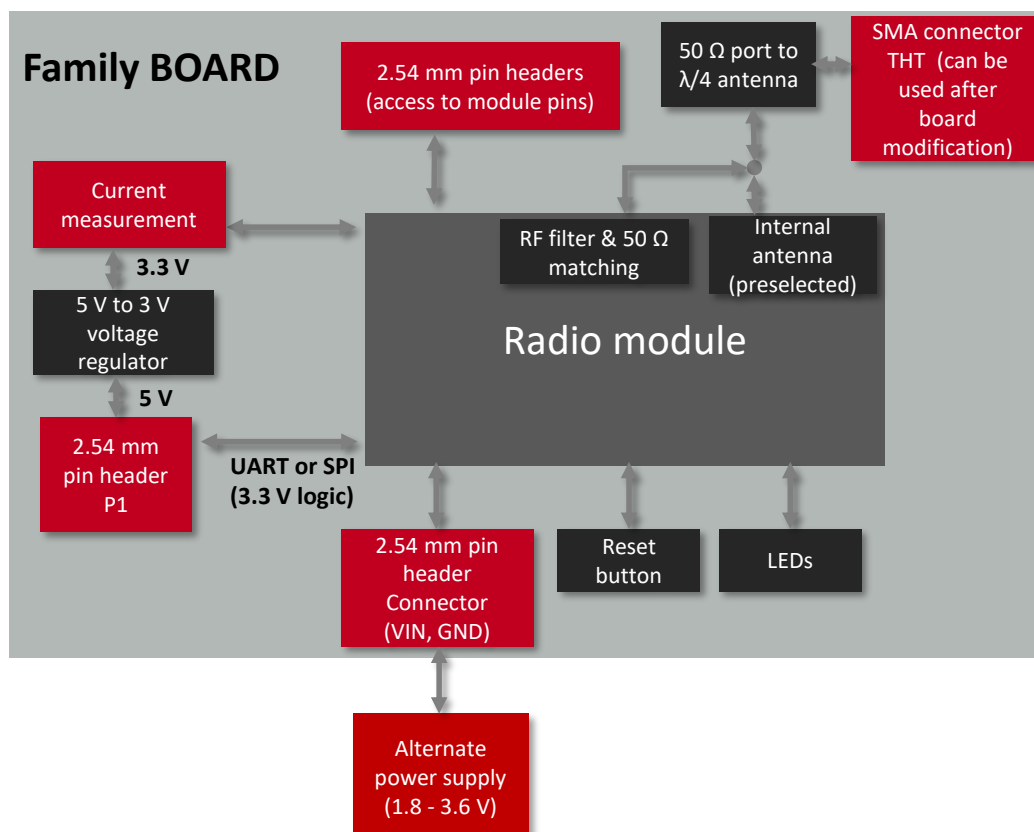 Family BOARD
2.54 mm pin headers
(access to module pins)
50 Ω port to
λ/4 antenna
SMA connector
THT (can be
used after
board
modification)
Current
measurement
3.3 V
5 V to 3 V
voltage
regulator
5 V
2.54 mm
pin header
P1
UART or SPI
(3.3 V logic)
RF filter & 50 Ω
matching
Internal
antenna
(preselected)
Radio module
2.54 mm pin
header
Connector
(VIN, GND)
Reset
button
LEDs
Alternate
power supply
(1.8 - 3.6 V)